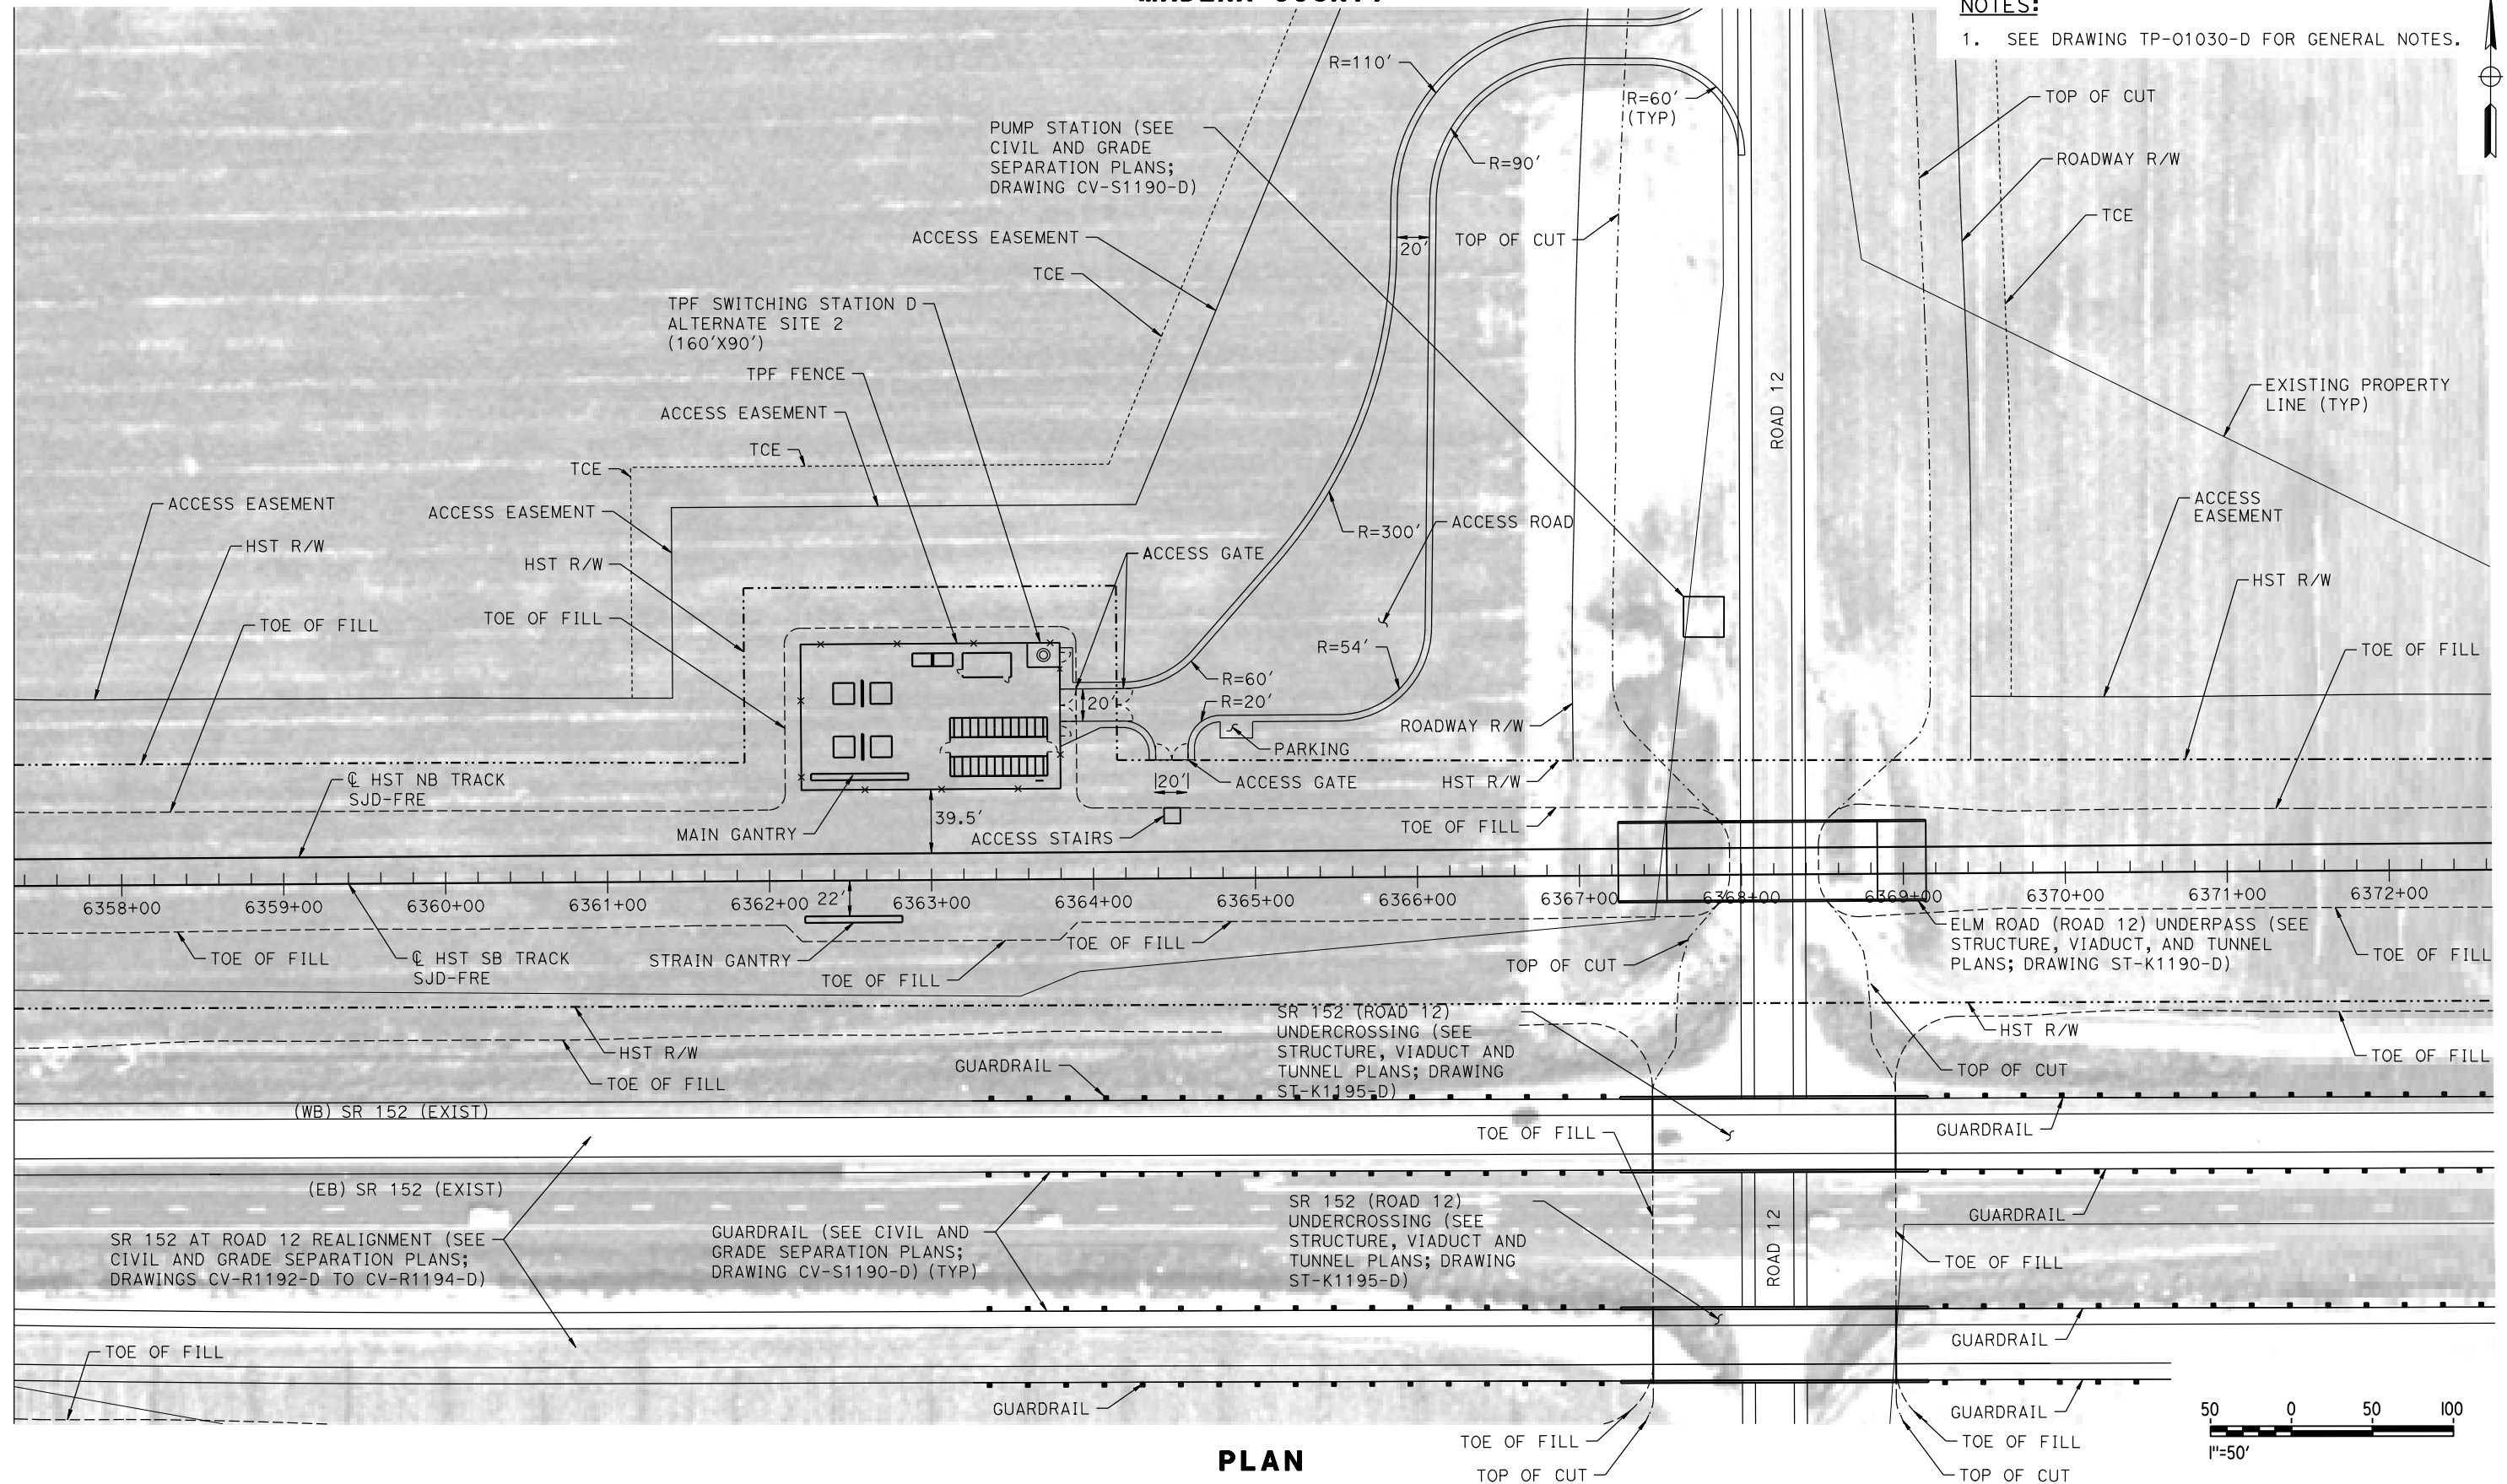 NOTES:
1. SEE DRAWING TP-01030-D FOR GENERAL NOTES.
R=110'
R=60'
(TYP)
TOP OF CUT
PUMP STATION (SEE
CIVIL AND GRADE
SEPARATION PLANS;
DRAWING CV-S1190-D)
R=90'
ROADWAY R/W
TCE
ACCESS EASEMENT
20'
TOP OF CUT
TCE
TPF SWITCHING STATION D
ALTERNATE SITE 2
(160'X90')
TPF FENCE
ROAD 12
EXISTING PROPERTY
LINE (TYP)
ACCESS EASEMENT
TCE
TCE
ACCESS EASEMENT
ACCESS EASEMENT
ACCESS
EASEMENT
R=300'
ACCESS ROAD
HST R/W
HST R/W
ACCESS GATE
HST R/W
TOE OF FILL
TOE OF FILL
R=54'
TOE OF FILL
R=60'
20'
R=20'
ROADWAY R/W
PARKING
℄ HST NB TRACK
SJD-FRE
20'
ACCESS GATE
HST R/W
39.5'
MAIN GANTRY
ACCESS STAIRS
TOE OF FILL
6358+00
6359+00
6360+00
6361+00
6362+00
22'
6363+00
6364+00
6365+00
6366+00
6367+00
6368+00
6369+00
6370+00
6371+00
6372+00
ELM ROAD (ROAD 12) UNDERPASS (SEE
STRUCTURE, VIADUCT, AND TUNNEL
PLANS; DRAWING ST-K1190-D)
TOE OF FILL
℄ HST SB TRACK
SJD-FRE
STRAIN GANTRY
TOE OF FILL
TOE OF FILL
TOP OF CUT
TOE OF FILL
SR 152 (ROAD 12)
UNDERCROSSING (SEE
STRUCTURE, VIADUCT AND
TUNNEL PLANS; DRAWING
ST-K1195-D)
HST R/W
HST R/W
TOE OF FILL
GUARDRAIL
TOE OF FILL
TOP OF CUT
(WB) SR 152 (EXIST)
TOE OF FILL
GUARDRAIL
(EB) SR 152 (EXIST)
SR 152 AT ROAD 12 REALIGNMENT (SEE
CIVIL AND GRADE SEPARATION PLANS;
DRAWINGS CV-R1192-D TO CV-R1194-D)
GUARDRAIL (SEE CIVIL AND
GRADE SEPARATION PLANS;
DRAWING CV-S1190-D) (TYP)
SR 152 (ROAD 12)
UNDERCROSSING (SEE
STRUCTURE, VIADUCT AND
TUNNEL PLANS; DRAWING
ST-K1195-D)
ROAD 12
GUARDRAIL
TOE OF FILL
TOE OF FILL
GUARDRAIL
GUARDRAIL
GUARDRAIL
TOE OF FILL
TOE OF FILL
TOP OF CUT
TOP OF CUT
PLAN
50 0 50 100
1"=50'